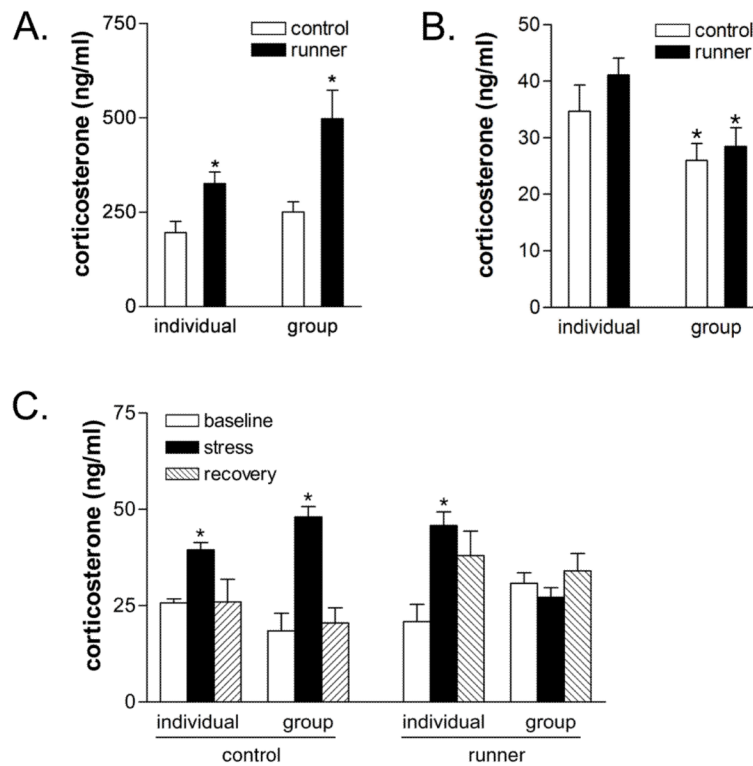 A.
corticosterone (ng/ml)
750
500
250
0
control
runner
*
*
individual group
B.
corticosterone (ng/ml)
50
40
30
20
10
0
control
runner
* *
individual group
C.
corticosterone (ng/ml)
75
50
25
0
baseline
stress
recovery
*
*
*
individual group individual group
control runner